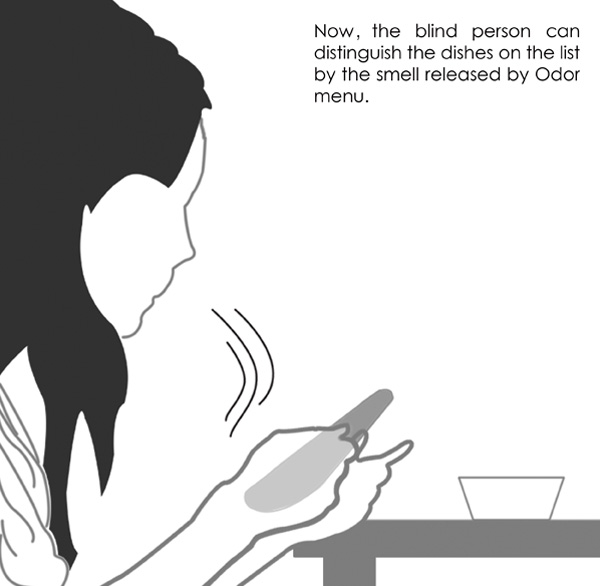 Now, the blind person can
distinguish the dishes on the list
by the smell released by Odor
menu.